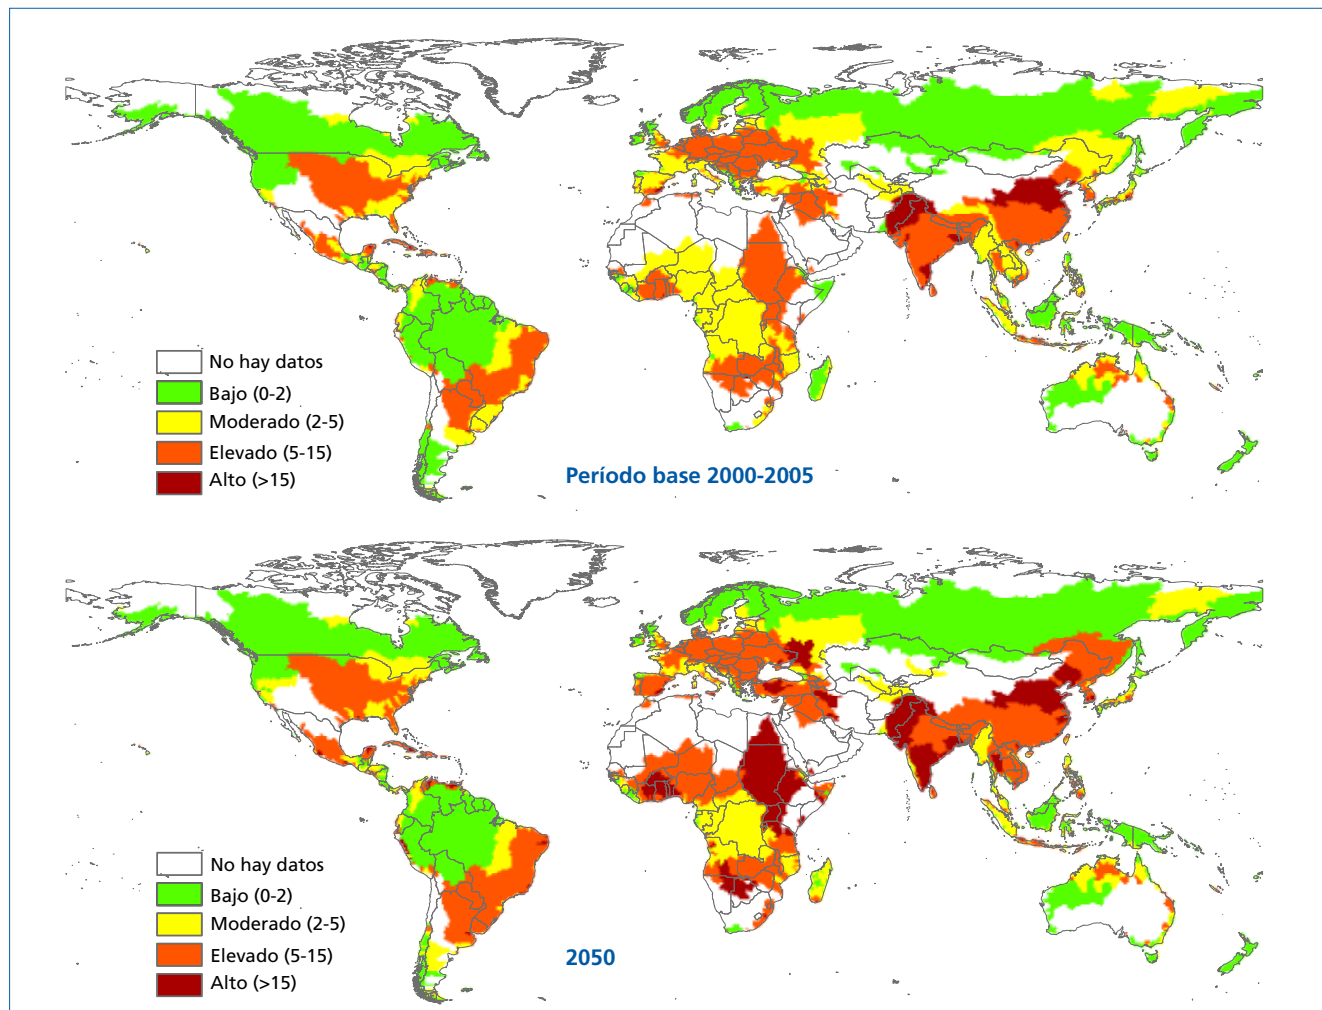 No hay datos
Bajo (0-2)
Moderado (2-5)
Elevado (5-15)
Alto (>15)
Período base 2000-2005
No hay datos
Bajo (0-2)
Moderado (2-5)
Elevado (5-15)
Alto (>15)
2050